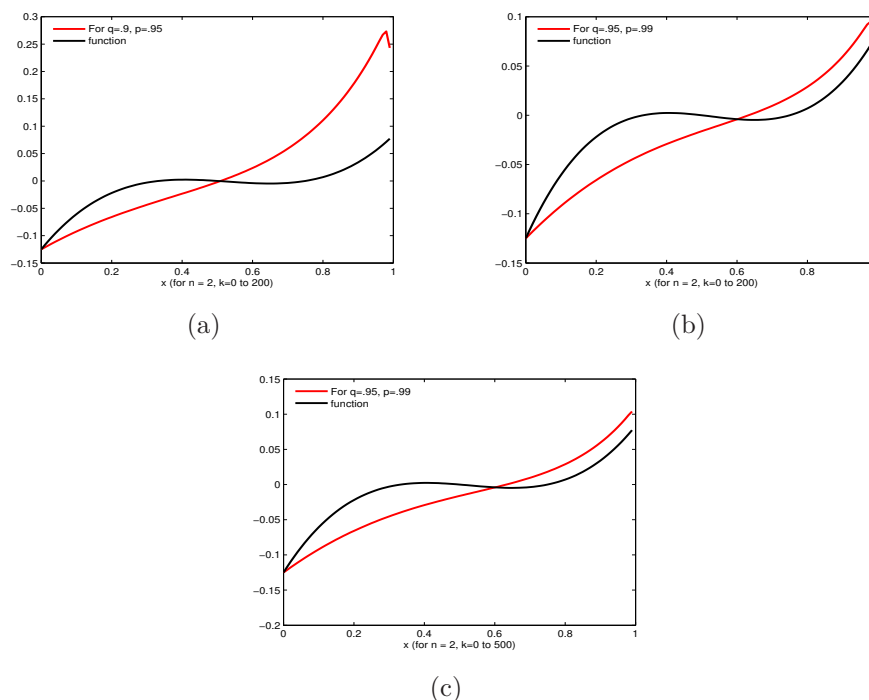 0.3
0.25
0.2
0.15
0.1
0.05
0
−0.05
−0.1
−0.15
For q=.9, p=.95
function
0 0.2 0.4 0.6 0.8 1
x (for n = 2, k=0 to 200)
(a)
0.1
0.05
0
−0.05
−0.1
−0.15
For q=.95, p=.99
function
0 0.2 0.4 0.6 0.8
x (for n = 2, k=0 to 200)
(b)
0.15
0.1
0.05
0
−0.05
−0.1
−0.15
−0.2
For q=.95, p=.99
function
0 0.2 0.4 0.6 0.8 1
x (for n = 2, k=0 to 500)
(c)